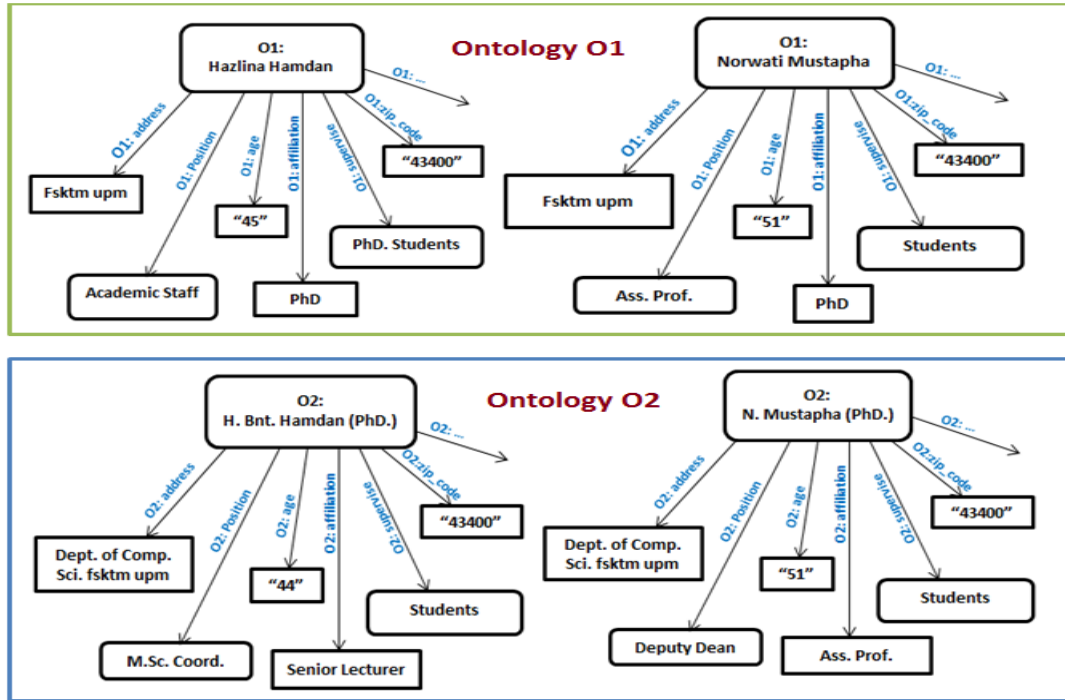 Ontology O1
O1:
Hazlina Hamdan
O1: address
O1: Position
O1: age
O1: affiliation
O1: supervise
O1:zip_code
O1: ...
Fsktm upm
Academic Staff
“45”
PhD
PhD. Students
“43400”
O1:
Norwati Mustapha
O1: address
O1: Position
O1: age
O1: affiliation
O1: supervise
O1:zip_code
O1: ...
Fsktm upm
Ass. Prof.
“51”
PhD
Students
“43400”
Ontology O2
O2:
H. Bnt. Hamdan (PhD.)
O2: address
O2: Position
O2: age
O2: affiliation
O2: supervise
O2:zip_code
O2: ...
Dept. of Comp.
Sci. fsktm upm
M.Sc. Coord.
“44”
Senior Lecturer
Students
“43400”
O2:
N. Mustapha (PhD.)
O2: address
O2: Position
O2: age
O2: affiliation
O2: supervise
O2:zip_code
O2: ...
Dept. of Comp.
Sci. fsktm upm
Deputy Dean
“51”
Ass. Prof.
Students
“43400”